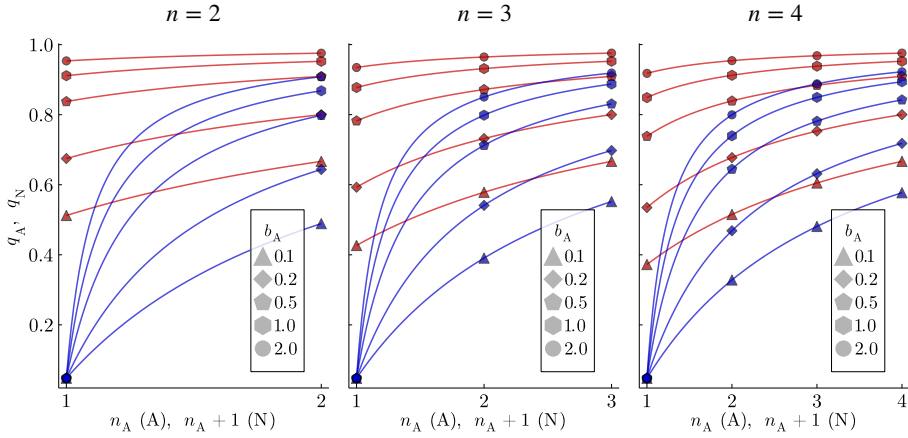 n = 2
n = 3
n = 4
q_A, q_N
1.0
0.8
0.6
0.4
0.2
b_A
0.1
0.2
0.5
1.0
2.0
1 2
n_A (A), n_A + 1 (N)
b_A
0.1
0.2
0.5
1.0
2.0
1 2 3
n_A (A), n_A + 1 (N)
b_A
0.1
0.2
0.5
1.0
2.0
1 2 3 4
n_A (A), n_A + 1 (N)